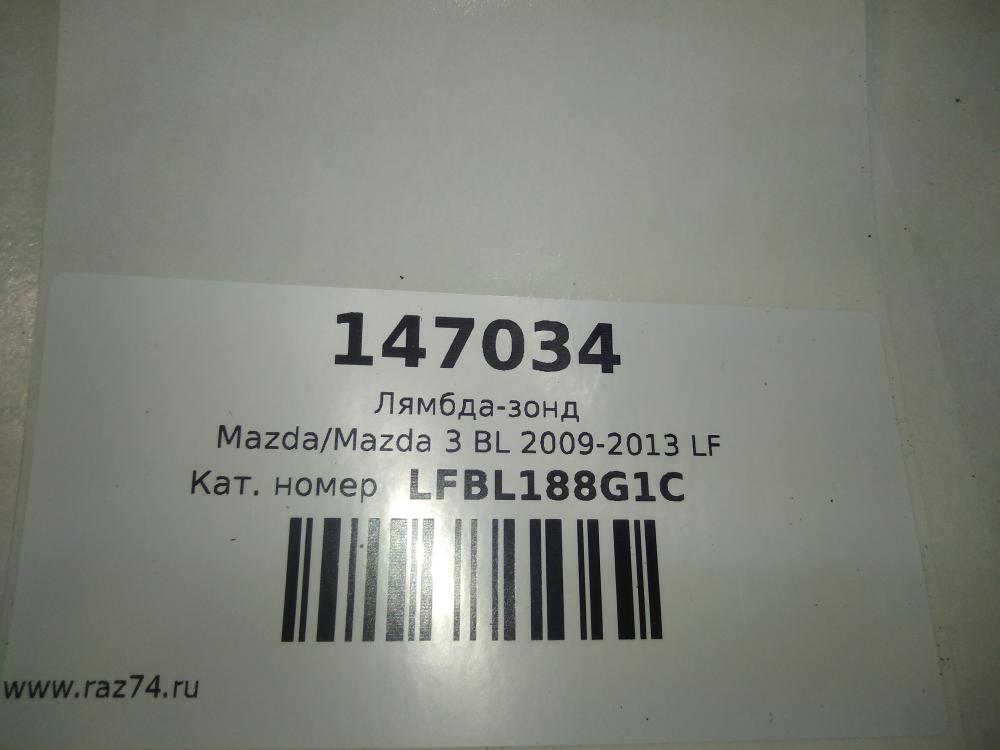 147034
Лямбда-зонд
Mazda/Mazda 3 BL 2009-2013 LF
Кат. номер LFBL188G1C
www.raz74.ru